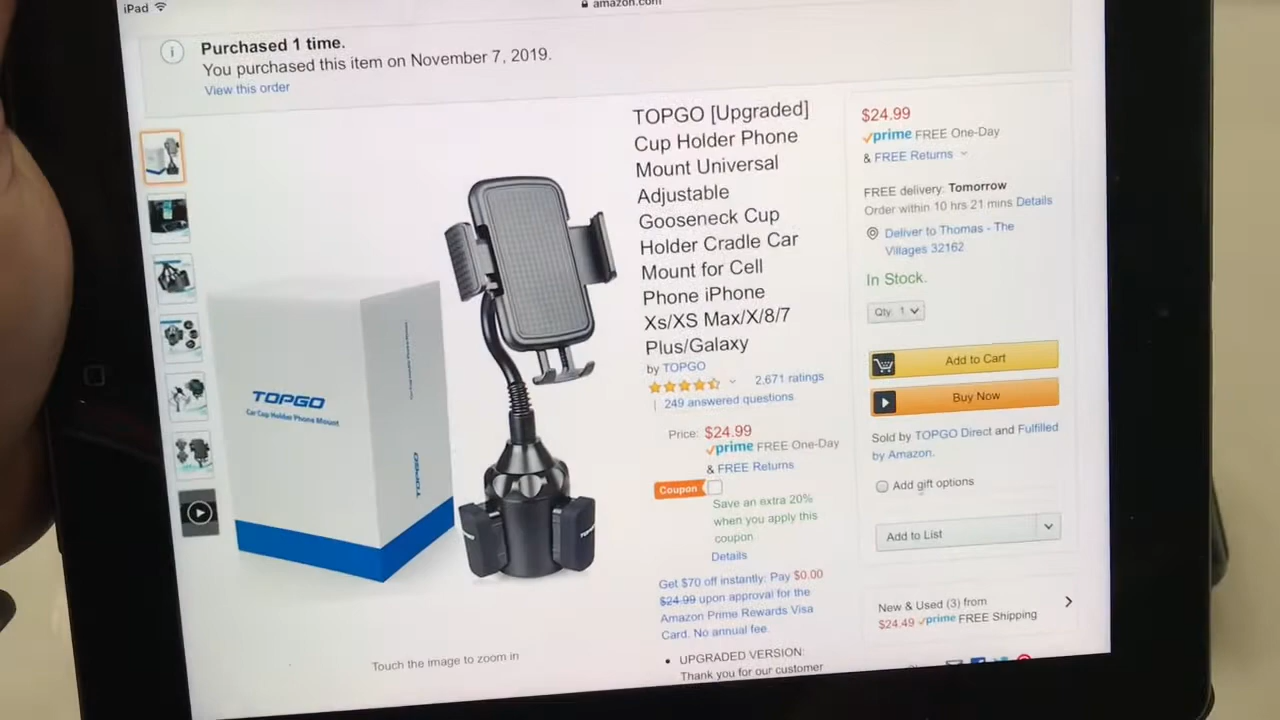 iPad
amazon.com
Purchased 1 time.
You purchased this item on November 7, 2019.
View this order
TOPGO [Upgraded]
Cup Holder Phone
Mount Universal
Adjustable
Gooseneck Cup
Holder Cradle Car
Mount for Cell
Phone iPhone
Xs/XS Max/X/8/7
Plus/Galaxy
by TOPGO
2,671 ratings
| 249 answered questions
Price: $24.99
prime FREE One-Day
& FREE Returns
Coupon
Save an extra 20%
when you apply this
coupon
Details
Get $70 off instantly: Pay $0.00
$24.99 upon approval for the
Amazon Prime Rewards Visa
Card. No annual fee.
• UPGRADED VERSION:
Thank you for our customer
$24.99
prime FREE One-Day
& FREE Returns
FREE delivery: Tomorrow
Order within 10 hrs 21 mins Details
Deliver to Thomas - The
Villages 32162
In Stock.
Qty 1
Add to Cart
Buy Now
Sold by TOPGO Direct and Fulfilled
by Amazon.
Add gift options
Add to List
New & Used (3) from
$24.49 prime FREE Shipping
TOPGO
Car Cup Holder Phone Mount
TOPGO
Touch the image to zoom in